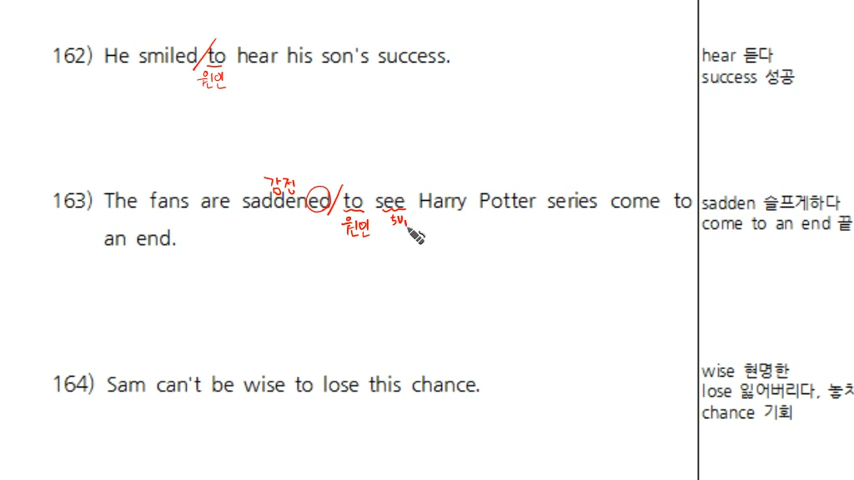 162) He smiled to hear his son's success.
원인
hear 듣다
success 성공
감정
163) The fans are saddened to see Harry Potter series come to
원인
an end.
sadden 슬프게하다
come to an end 끝
164) Sam can't be wise to lose this chance.
wise 현명한
lose 잃어버리다, 놓치
chance 기회